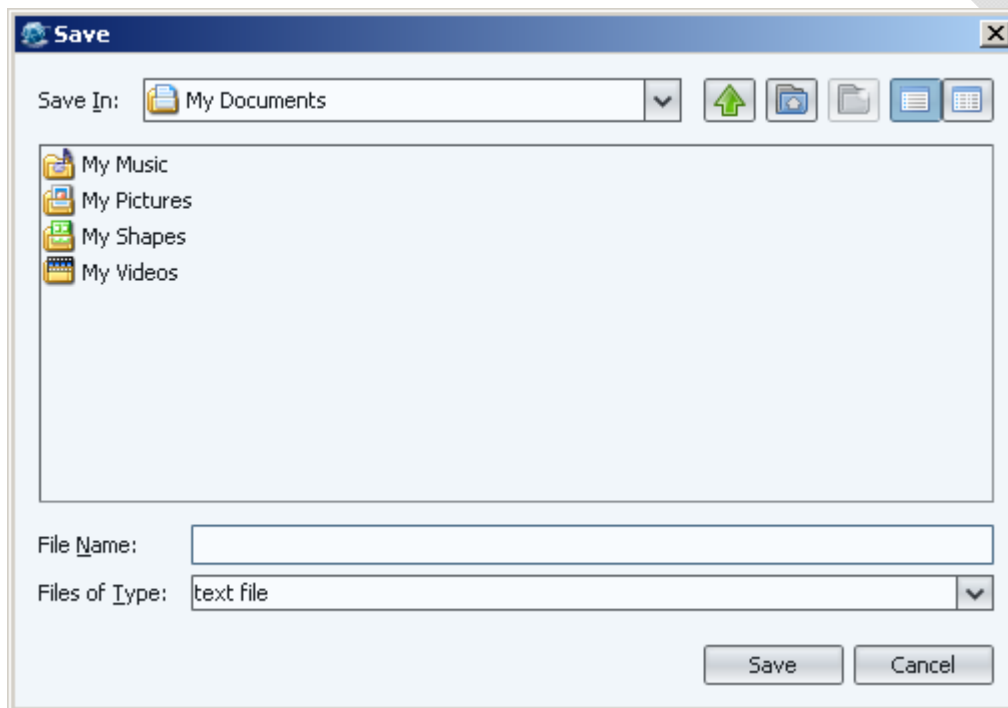 Save
Save In: My Documents
My Music
My Pictures
My Shapes
My Videos
File Name:
Files of Type: text file
Save Cancel